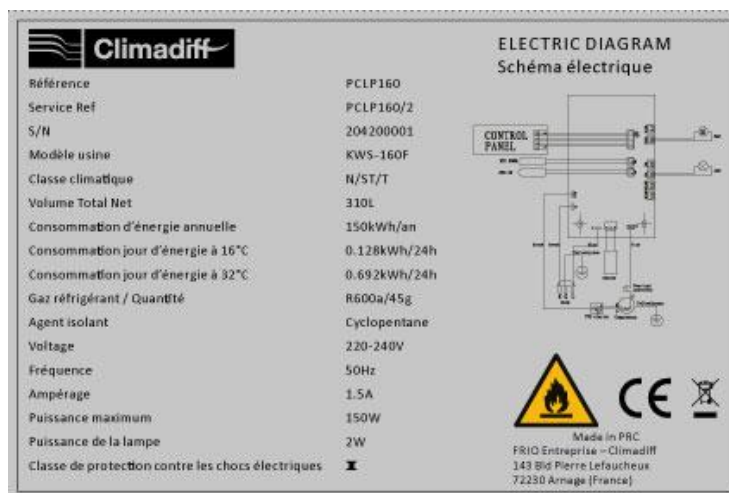 Climadiff
Référence PCLP160
Service Ref PCLP160/2
S/N 204200001
Modèle usine KWS-160F
Classe climatique N/ST/T
Volume Total Net 310L
Consommation d'énergie annuelle 150kWh/an
Consommation jour d'énergie à 16°C 0.128kWh/24h
Consommation jour d'énergie à 32°C 0.692kWh/24h
Gaz réfrigérant / Quantité R600a/45g
Agent isolant Cyclopentane
Voltage 220-240V
Fréquence 50Hz
Ampérage 1.5A
Puissance maximum 150W
Puissance de la lampe 2W
Classe de protection contre les chocs électriques I
ELECTRIC DIAGRAM
Schéma électrique
CONTROL
PANEL
CE
Made in PRC
FRIO Entreprise – Climadiff
143 Bld Pierre Lefaucheux
72230 Arnage (France)